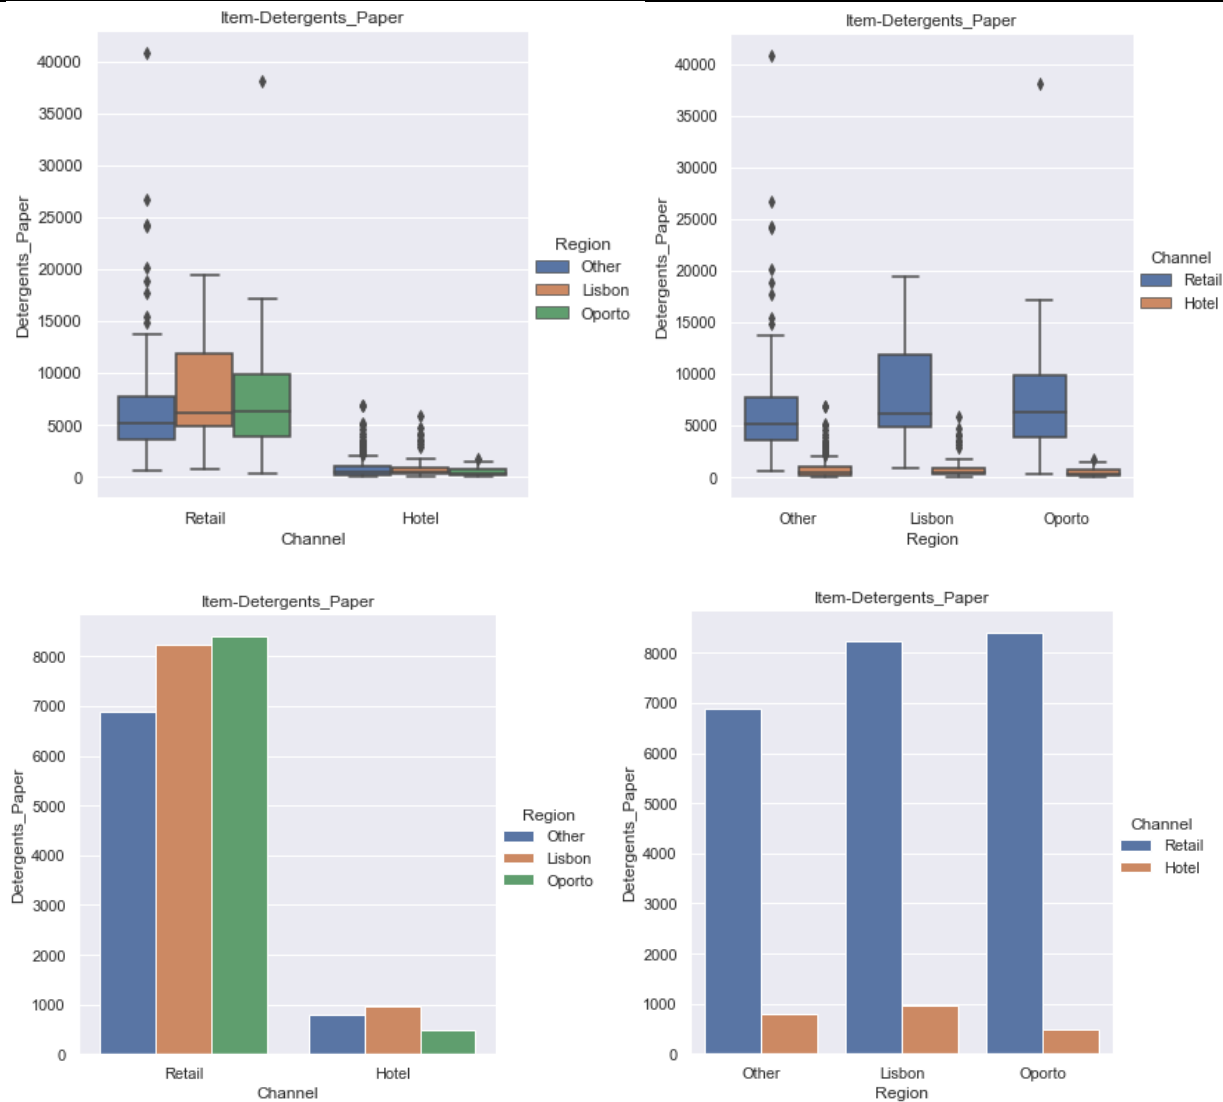 Item-Detergents_Paper
40000
35000
30000
25000
20000
15000
10000
5000
0
Detergents_Paper
Retail
Hotel
Channel
Region
Other
Lisbon
Oporto
Item-Detergents_Paper
40000
35000
30000
25000
20000
15000
10000
5000
0
Detergents_Paper
Other
Lisbon
Oporto
Region
Channel
Retail
Hotel
Item-Detergents_Paper
8000
7000
6000
5000
4000
3000
2000
1000
0
Detergents_Paper
Retail
Hotel
Channel
Region
Other
Lisbon
Oporto
Item-Detergents_Paper
8000
7000
6000
5000
4000
3000
2000
1000
0
Detergents_Paper
Other
Lisbon
Oporto
Region
Channel
Retail
Hotel